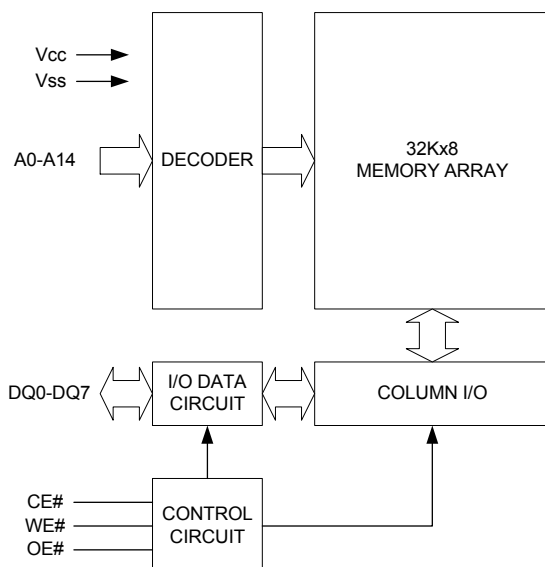 Vcc
Vss
A0-A14
DECODER
32Kx8
MEMORY ARRAY
DQ0-DQ7
I/O DATA
CIRCUIT
COLUMN I/O
CE#
WE#
OE#
CONTROL
CIRCUIT